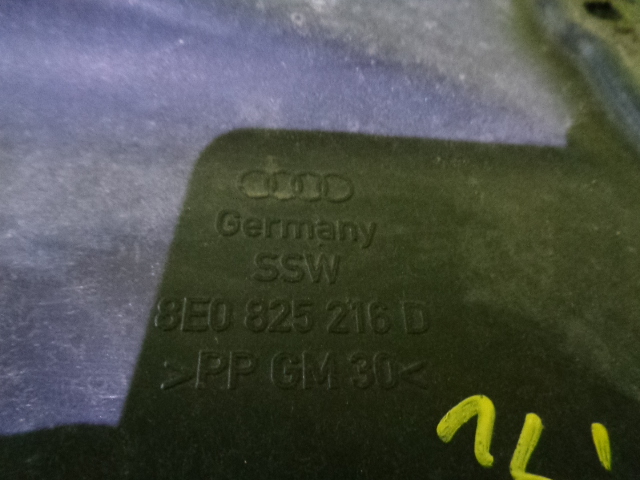 Germany
SSW
8E0 825 216 D
>PP GM 30<